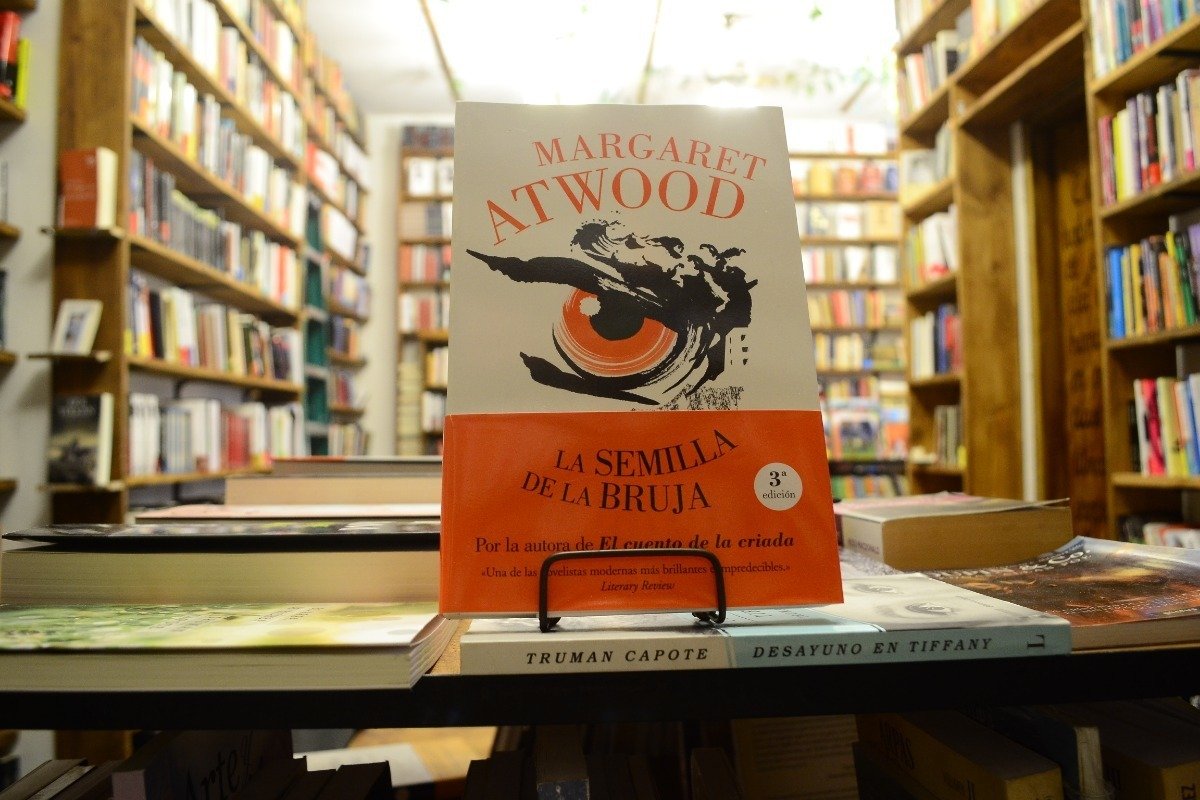 MARGARET
ATWOOD
LA SEMILLA
DE LA BRUJA
3ª
edición
Por la autora de El cuento de la criada
«Una de las novelistas modernas más brillantes e impredecibles.»
Literary Review
TRUMAN CAPOTE DESAYUNO EN TIFFANY L